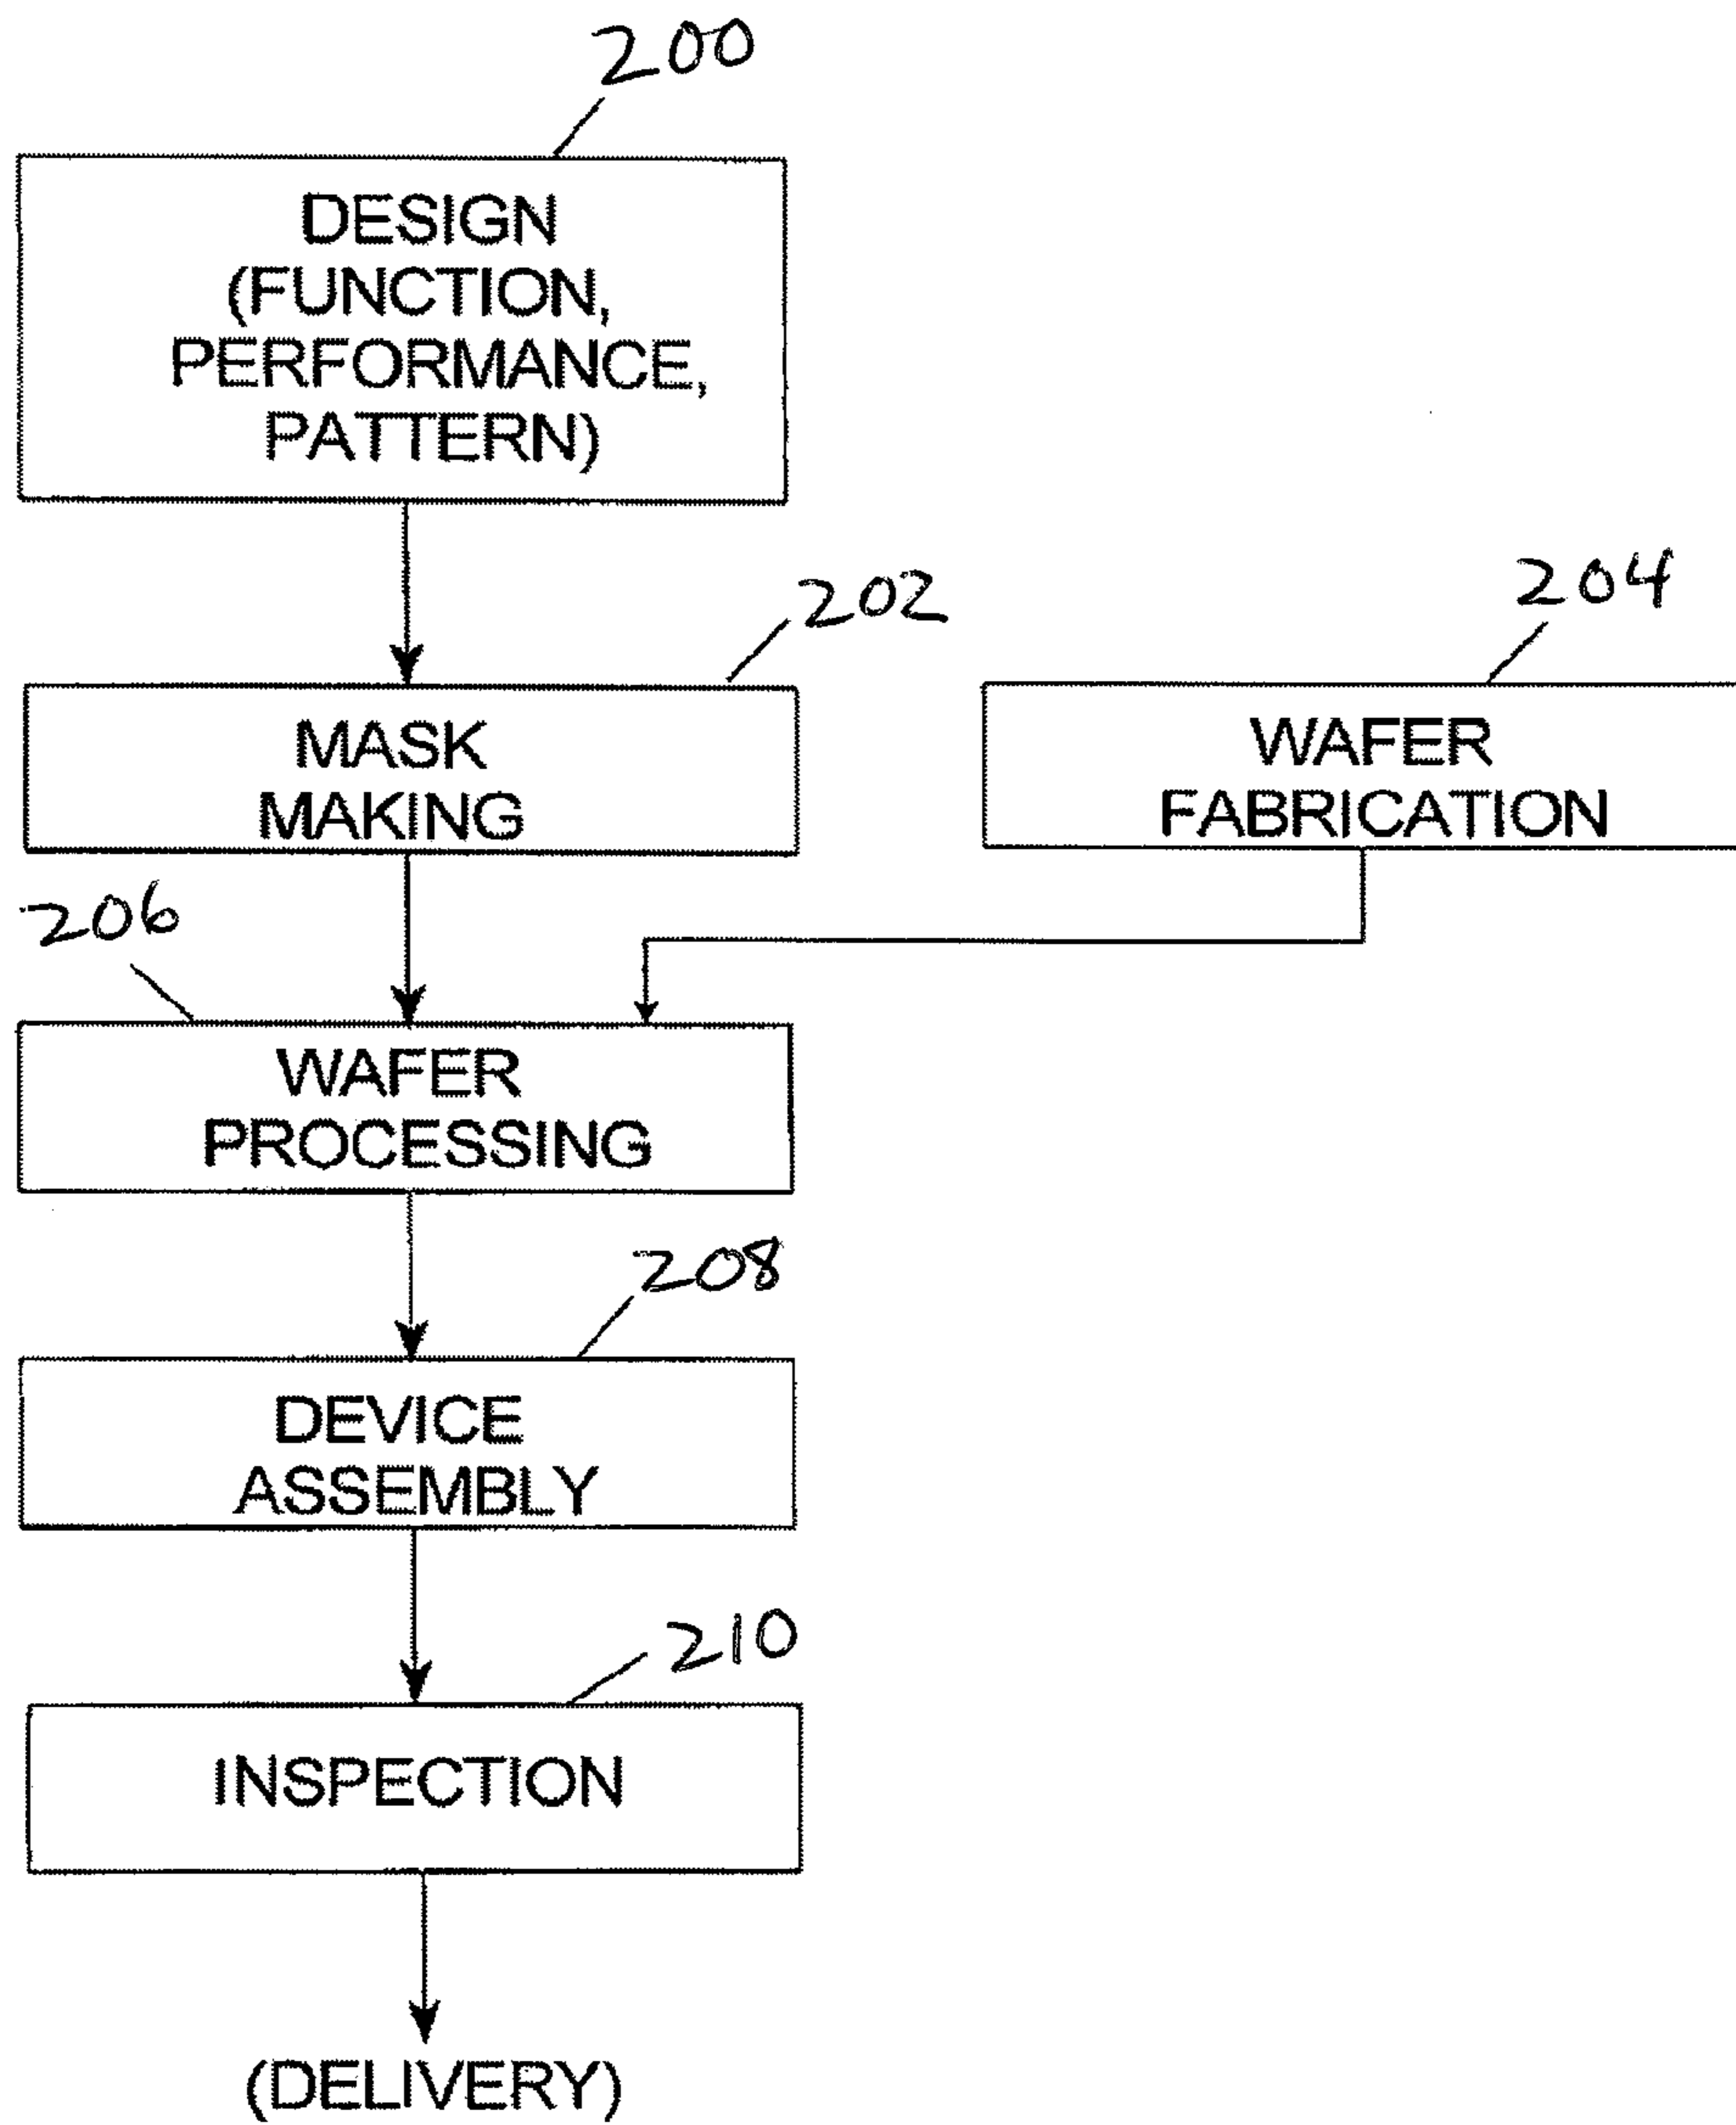 200
DESIGN
(FUNCTION,
PERFORMANCE,
PATTERN)
202
204
MASK
MAKING
WAFER
FABRICATION
206
WAFER
PROCESSING
208
DEVICE
ASSEMBLY
210
INSPECTION
(DELIVERY)